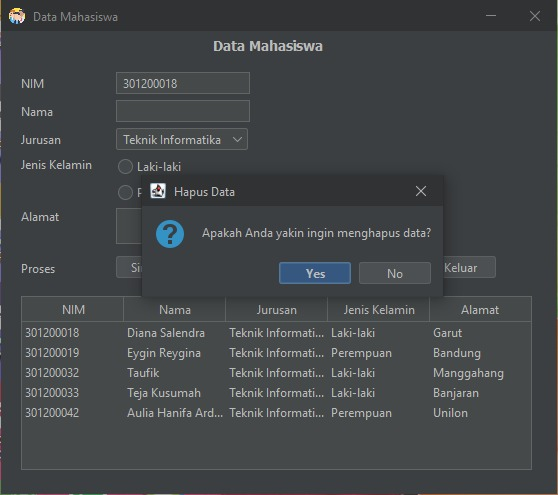 Data Mahasiswa
Data Mahasiswa
NIM 301200018
Nama
Jurusan Teknik Informatika
Jenis Kelamin Laki-laki
Hapus Data
Apakah Anda yakin ingin menghapus data?
Yes No
Alamat
Proses Keluar
NIM Nama Jurusan Jenis Kelamin Alamat
301200018 Diana Salendra Teknik Informati... Laki-laki Garut
301200019 Eygin Reygina Teknik Informati... Perempuan Bandung
301200032 Taufik Teknik Informati... Laki-laki Manggahang
301200033 Teja Kusumah Teknik Informati... Laki-laki Banjaran
301200042 Aulia Hanifa Ard... Teknik Informati... Perempuan Unilon